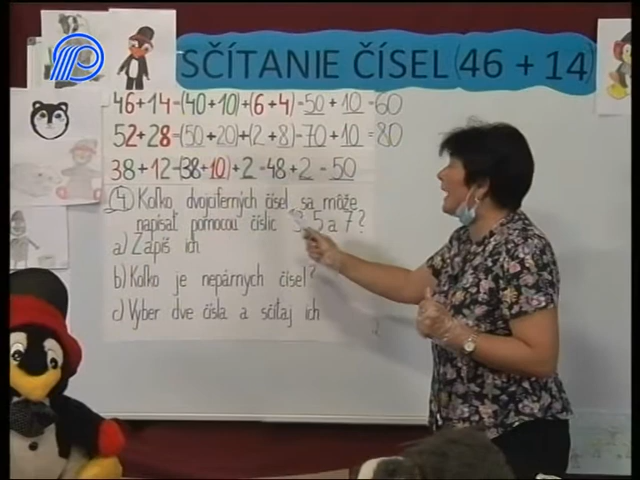 SČÍTANIE ČÍSEL (46 + 14)
46+14=(40+10)+(6+4)=50+10=60
52+28=(50+20)+(2+8)=70+10=80
38+12=(38+10)+2=48+2=50
4) Koľko dvojciferných čísel sa môže
napísať pomocou číslic 3, 5 a 7?
a) Zapíš ich
b) Koľko je nepárnych čísel?
c) Vyber dve čísla a sčítaj ich